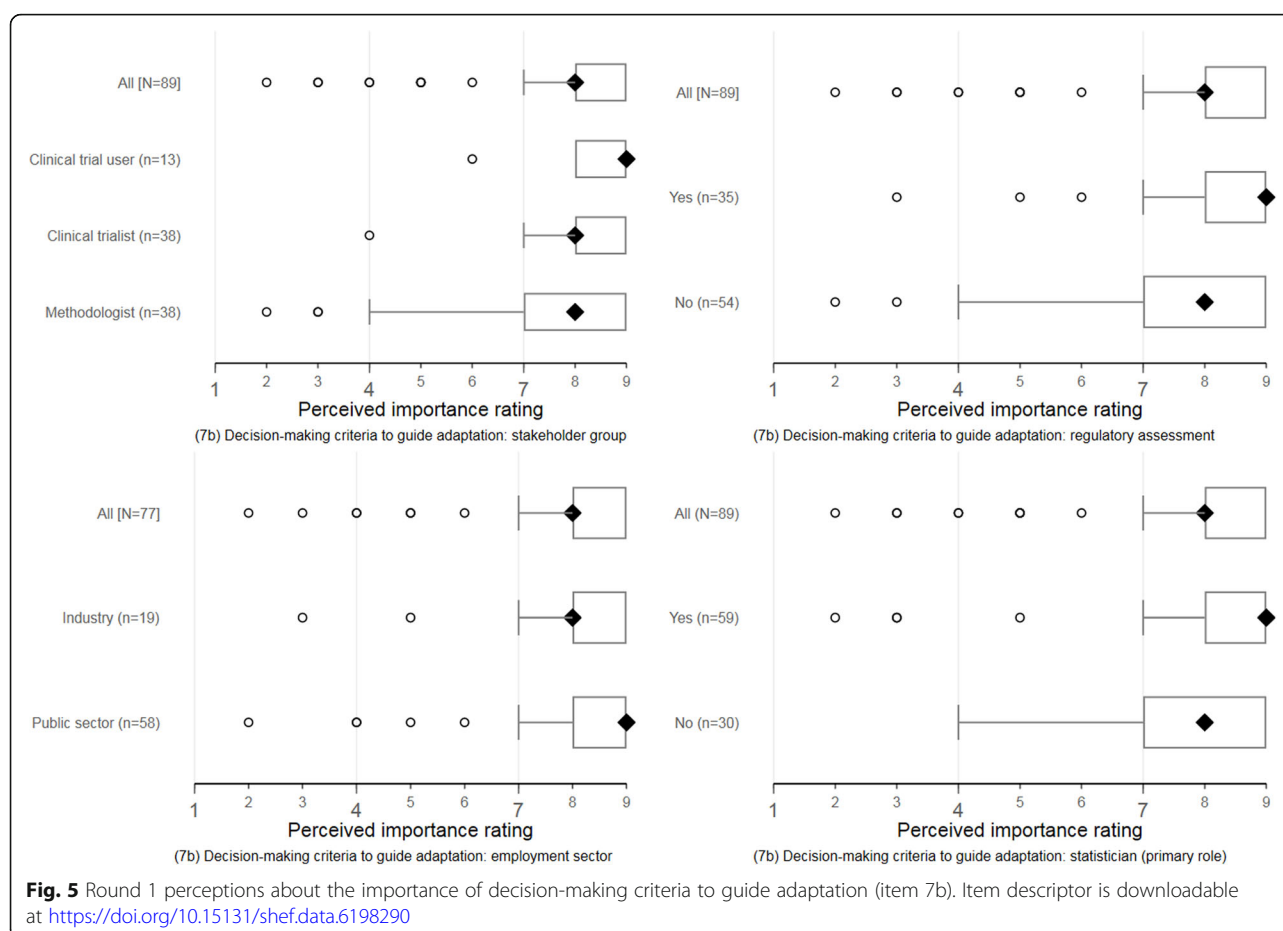 All [N=89]
Clinical trial user (n=13)
Clinical trialist (n=38)
Methodologist (n=38)
1 2 3 4 5 6 7 8 9
Perceived importance rating
(7b) Decision-making criteria to guide adaptation: stakeholder group
All [N=89]
Yes (n=35)
No (n=54)
1 2 3 4 5 6 7 8 9
Perceived importance rating
(7b) Decision-making criteria to guide adaptation: regulatory assessment
All [N=77]
Industry (n=19)
Public sector (n=58)
1 2 3 4 5 6 7 8 9
Perceived importance rating
(7b) Decision-making criteria to guide adaptation: employment sector
All (N=89)
Yes (n=59)
No (n=30)
1 2 3 4 5 6 7 8 9
Perceived importance rating
(7b) Decision-making criteria to guide adaptation: statistician (primary role)
Fig. 5 Round 1 perceptions about the importance of decision-making criteria to guide adaptation (item 7b). Item descriptor is downloadable
at https://doi.org/10.15131/shef.data.6198290